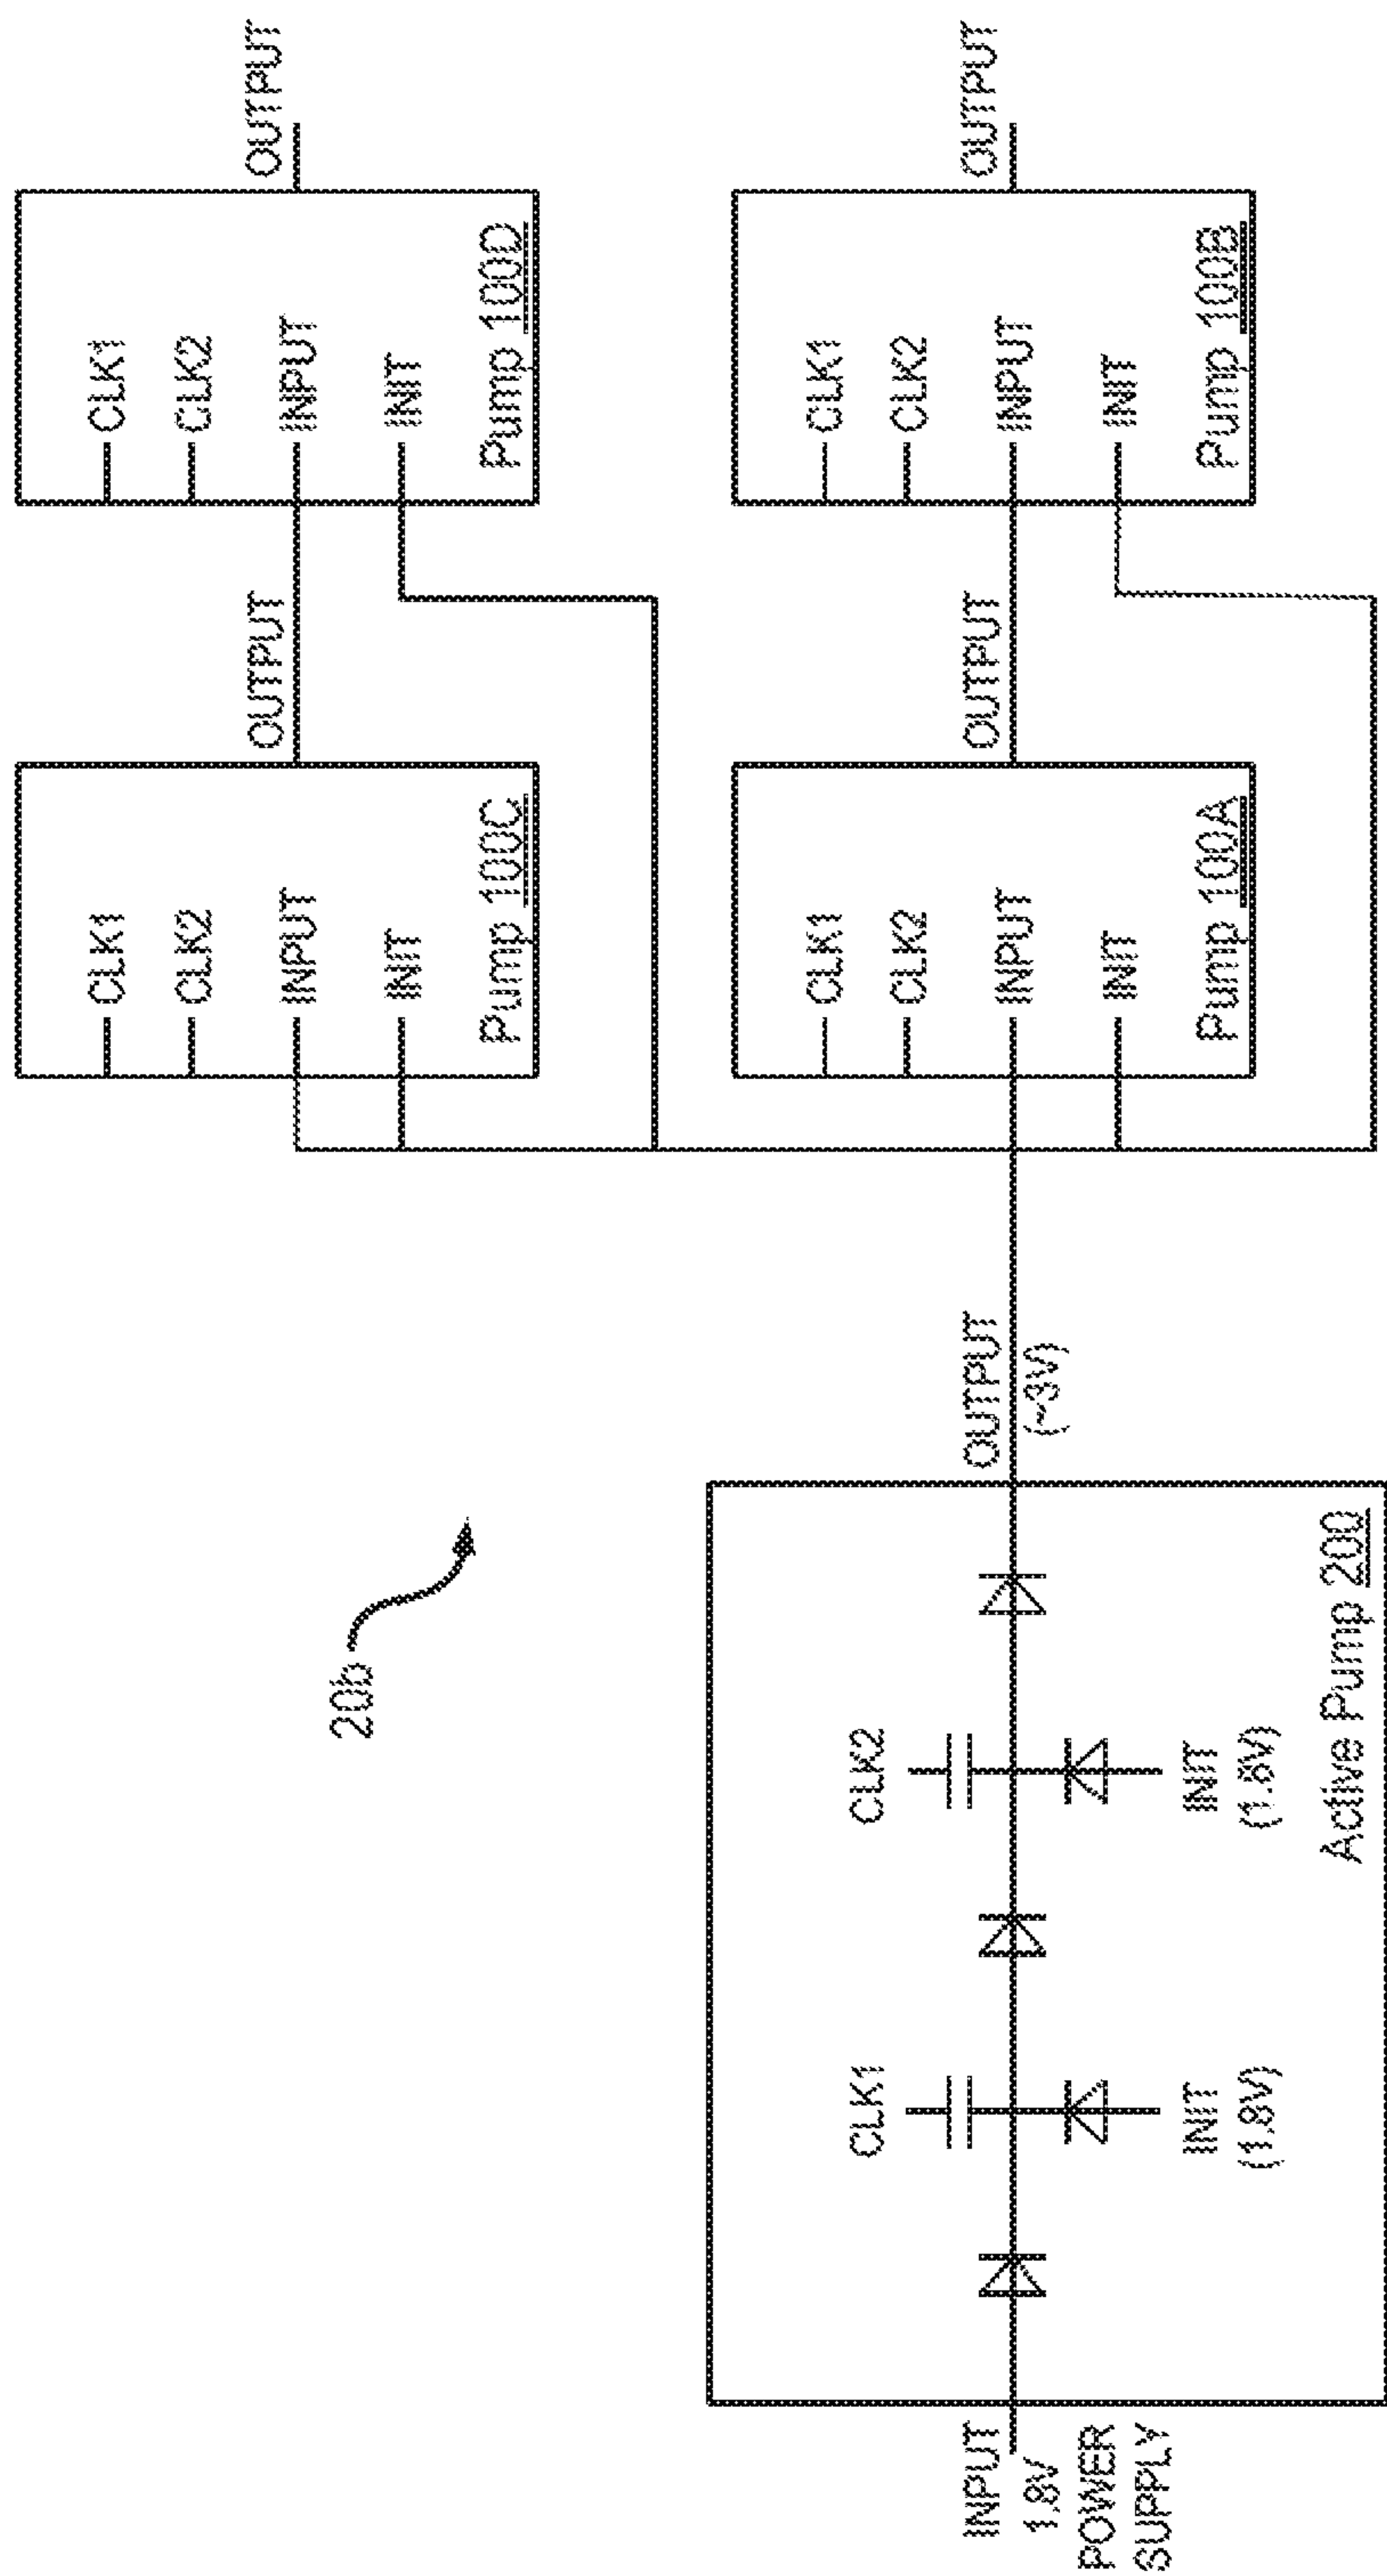 20b
INPUT
1.8V
POWER
SUPPLY
CLK1
INIT
(1.8V)
CLK2
INIT
(1.8V)
Active Pump 200
OUTPUT
(~3V)
CLK1
CLK2
INPUT
INIT
Pump 100C
OUTPUT
CLK1
CLK2
INPUT
INIT
Pump 100D
OUTPUT
CLK1
CLK2
INPUT
INIT
Pump 100A
OUTPUT
CLK1
CLK2
INPUT
INIT
Pump 100B
OUTPUT